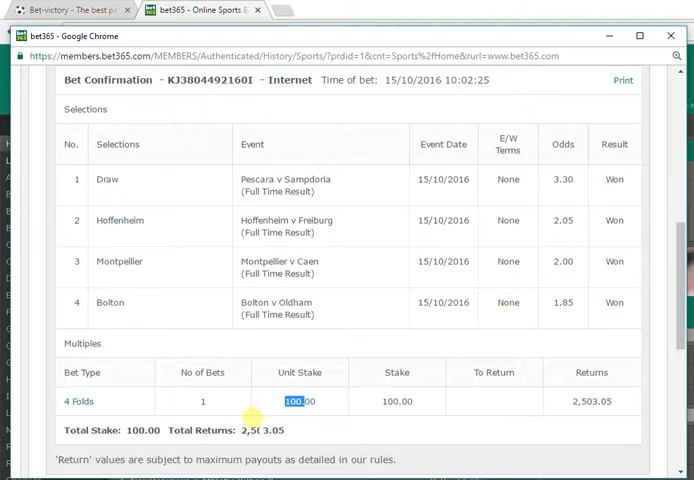 Bet-victory - The best pa
bet365 - Online Sports B
bet365 - Google Chrome
https://members.bet365.com/MEMBERS/Authenticated/History/Sports/?prdid=1&cnt=Sports%2fHome&rurl=www.bet365.com
Bet Confirmation - KJ3804492160I - Internet Time of bet: 15/10/2016 10:02:25 Print
Selections
No. Selections Event Event Date E/W Terms Odds Result
1 Draw Pescara v Sampdoria (Full Time Result) 15/10/2016 None 3.30 Won
2 Hoffenheim Hoffenheim v Freiburg (Full Time Result) 15/10/2016 None 2.05 Won
3 Montpellier Montpellier v Caen (Full Time Result) 15/10/2016 None 2.00 Won
4 Bolton Bolton v Oldham (Full Time Result) 15/10/2016 None 1.85 Won
Multiples
Bet Type No of Bets Unit Stake Stake To Return Returns
4 Folds 1 100.00 100.00 2,503.05
Total Stake: 100.00 Total Returns: 2,503.05
'Return' values are subject to maximum payouts as detailed in our rules.